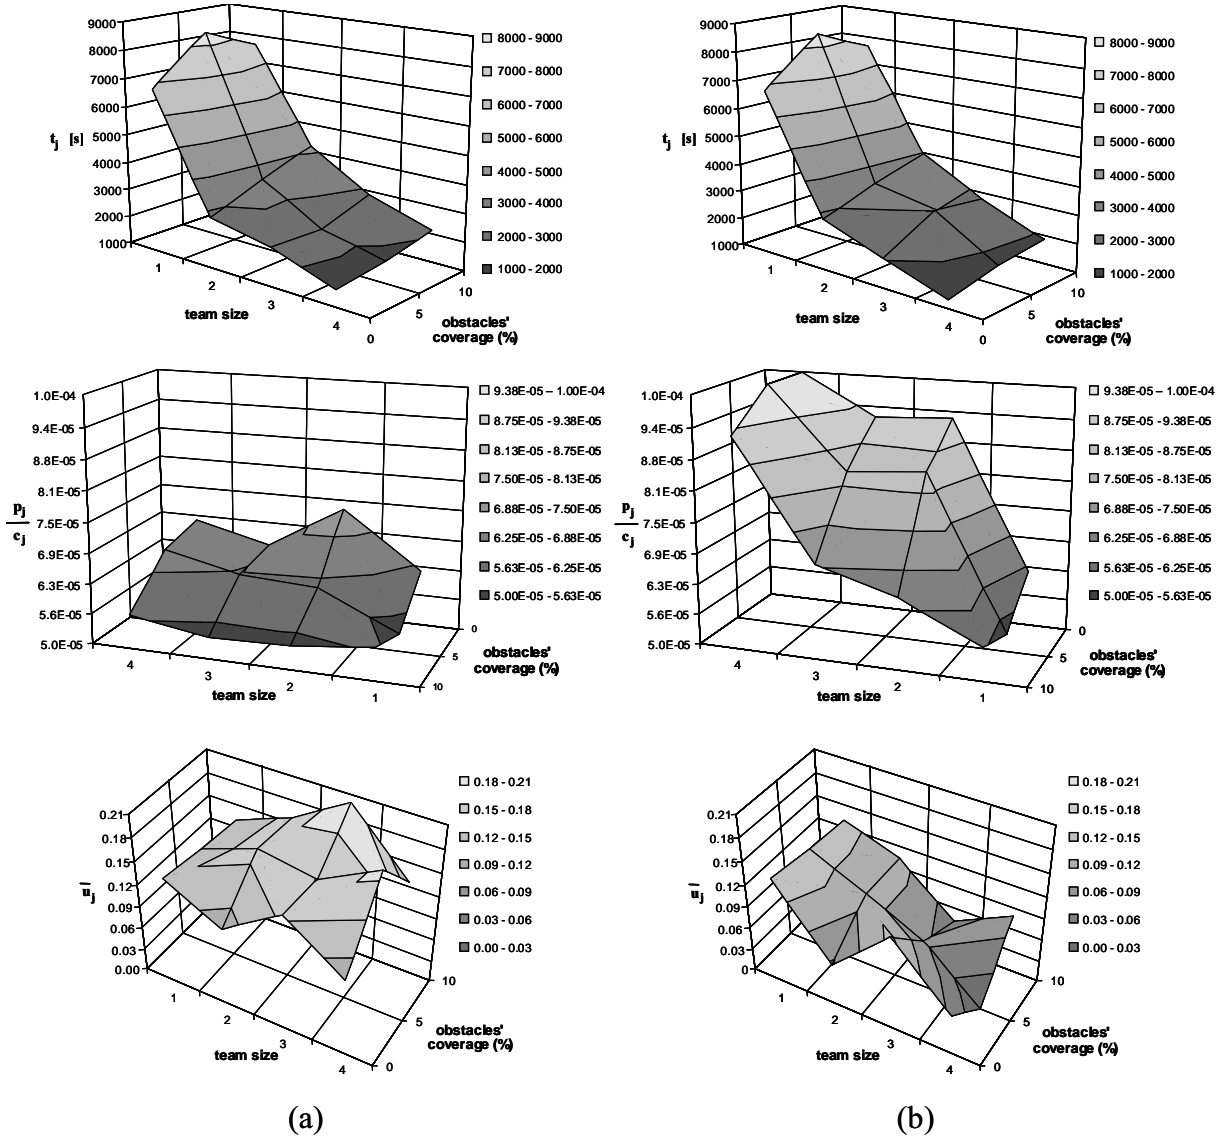 9000
8000
7000
6000
5000
4000
3000
2000
1000
t_j [s]
1
2
3
4
team size
0
5
10
obstacles'
coverage (%)
8000 - 9000
7000 - 8000
6000 - 7000
5000 - 6000
4000 - 5000
3000 - 4000
2000 - 3000
1000 - 2000
9000
8000
7000
6000
5000
4000
3000
2000
1000
t_j [s]
1
2
3
4
team size
0
5
10
obstacles'
coverage (%)
8000 - 9000
7000 - 8000
6000 - 7000
5000 - 6000
4000 - 5000
3000 - 4000
2000 - 3000
1000 - 2000
1.0E-04
9.4E-05
8.8E-05
8.1E-05
7.5E-05
6.9E-05
6.3E-05
5.6E-05
5.0E-05
p_j
c_j
4
3
2
1
team size
0
5
10
obstacles'
coverage (%)
9.38E-05 – 1.00E-04
8.75E-05 - 9.38E-05
8.13E-05 - 8.75E-05
7.50E-05 - 8.13E-05
6.88E-05 - 7.50E-05
6.25E-05 - 6.88E-05
5.63E-05 - 6.25E-05
5.00E-05 - 5.63E-05
1.0E-04
9.4E-05
8.8E-05
8.1E-05
7.5E-05
6.9E-05
6.3E-05
5.6E-05
5.0E-05
p_j
c_j
4
3
2
1
team size
0
5
10
obstacles'
coverage (%)
9.38E-05 – 1.00E-04
8.75E-05 - 9.38E-05
8.13E-05 - 8.75E-05
7.50E-05 - 8.13E-05
6.88E-05 - 7.50E-05
6.25E-05 - 6.88E-05
5.63E-05 - 6.25E-05
5.00E-05 - 5.63E-05
0.21
0.18
0.15
0.12
0.09
0.06
0.03
0.00
u_j¯
1
2
3
4
team size
0
5
10
obstacles'
coverage (%)
0.18 - 0.21
0.15 - 0.18
0.12 - 0.15
0.09 - 0.12
0.06 - 0.09
0.03 - 0.06
0.00 - 0.03
0.21
0.18
0.15
0.12
0.09
0.06
0.03
0
u_j¯
1
2
3
4
team size
0
5
10
obstacles'
coverage (%)
0.18 - 0.21
0.15 - 0.18
0.12 - 0.15
0.09 - 0.12
0.06 - 0.09
0.03 - 0.06
0.00 - 0.03
(a)
(b)